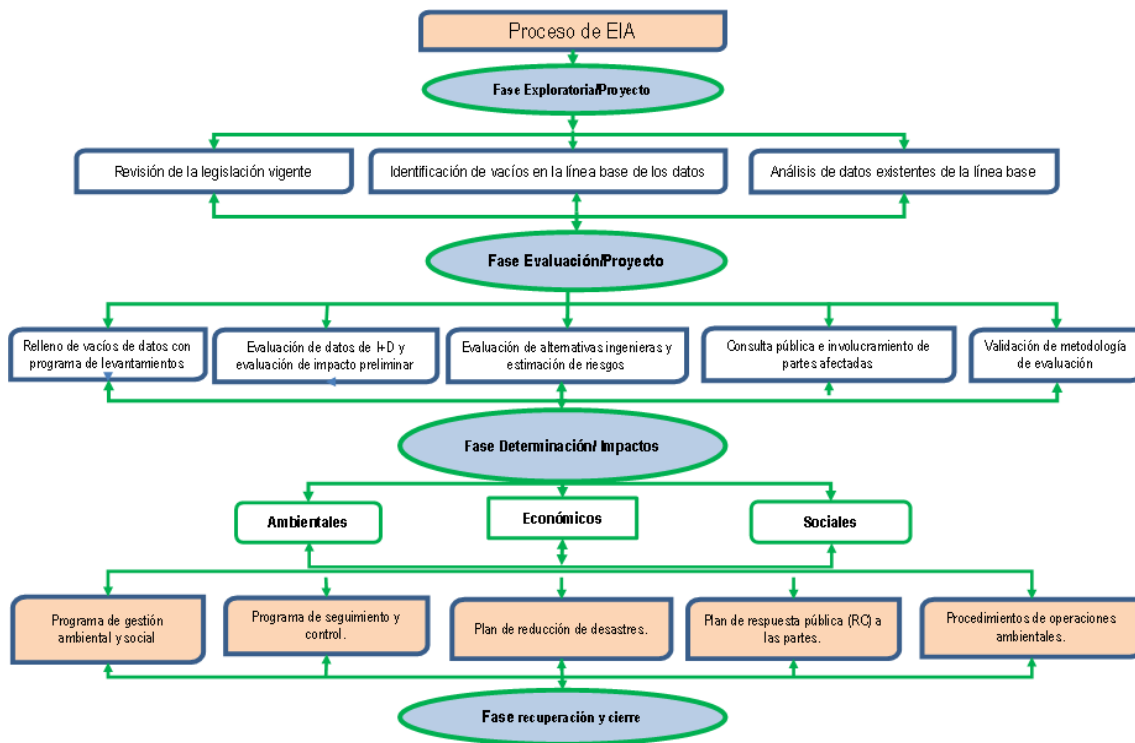 Proceso de EIA
Fase Exploratoria/Proyecto
Revisión de la legislación vigente
Identificación de vacíos en la línea base de los datos
Análisis de datos existentes de la línea base
Fase Evaluación/Proyecto
Relleno de vacíos de datos con
programa de levantamientos
Evaluación de datos de I+D y
evaluación de impacto preliminar
Evaluación de alternativas ingenieras y
estimación de riesgos
Consulta pública e involucramiento de
partes afectadas
Validación de metodología
de evaluación
Fase Determinación/ Impactos
Ambientales
Económicos
Sociales
Programa de gestión
ambiental y social
Programa de seguimiento y
control.
Plan de reducción de desastres.
Plan de respuesta pública (RC) a
las partes.
Procedimientos de operaciones
ambientales.
Fase recuperación y cierre